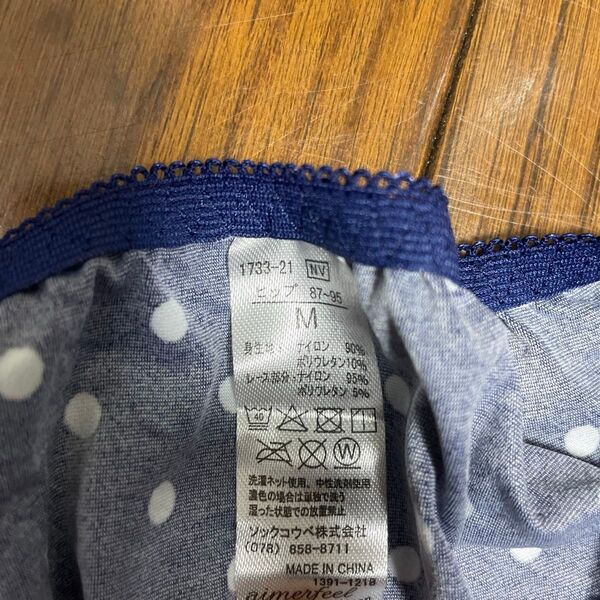 1733-21 NV
ヒップ 87~95
M
身生地 ナイロン 90%
ポリウレタン10%
レース部分・ナイロン 95%
ポリウレタン 5%
40
W
洗濯ネット使用、中性洗剤使用
濃色の場合は単独で洗う
湿った状態での放置禁止
ソックコウベ株式会社
(078) 858-8711
MADE IN CHINA
1391-1218
aimerfeel